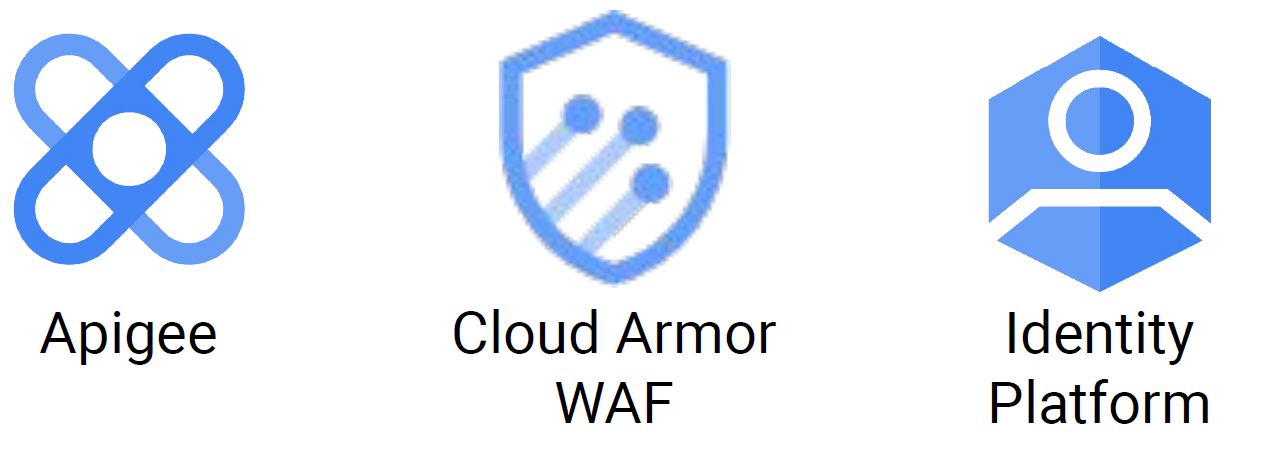 Apigee
Cloud Armor
WAF
Identity
Platform